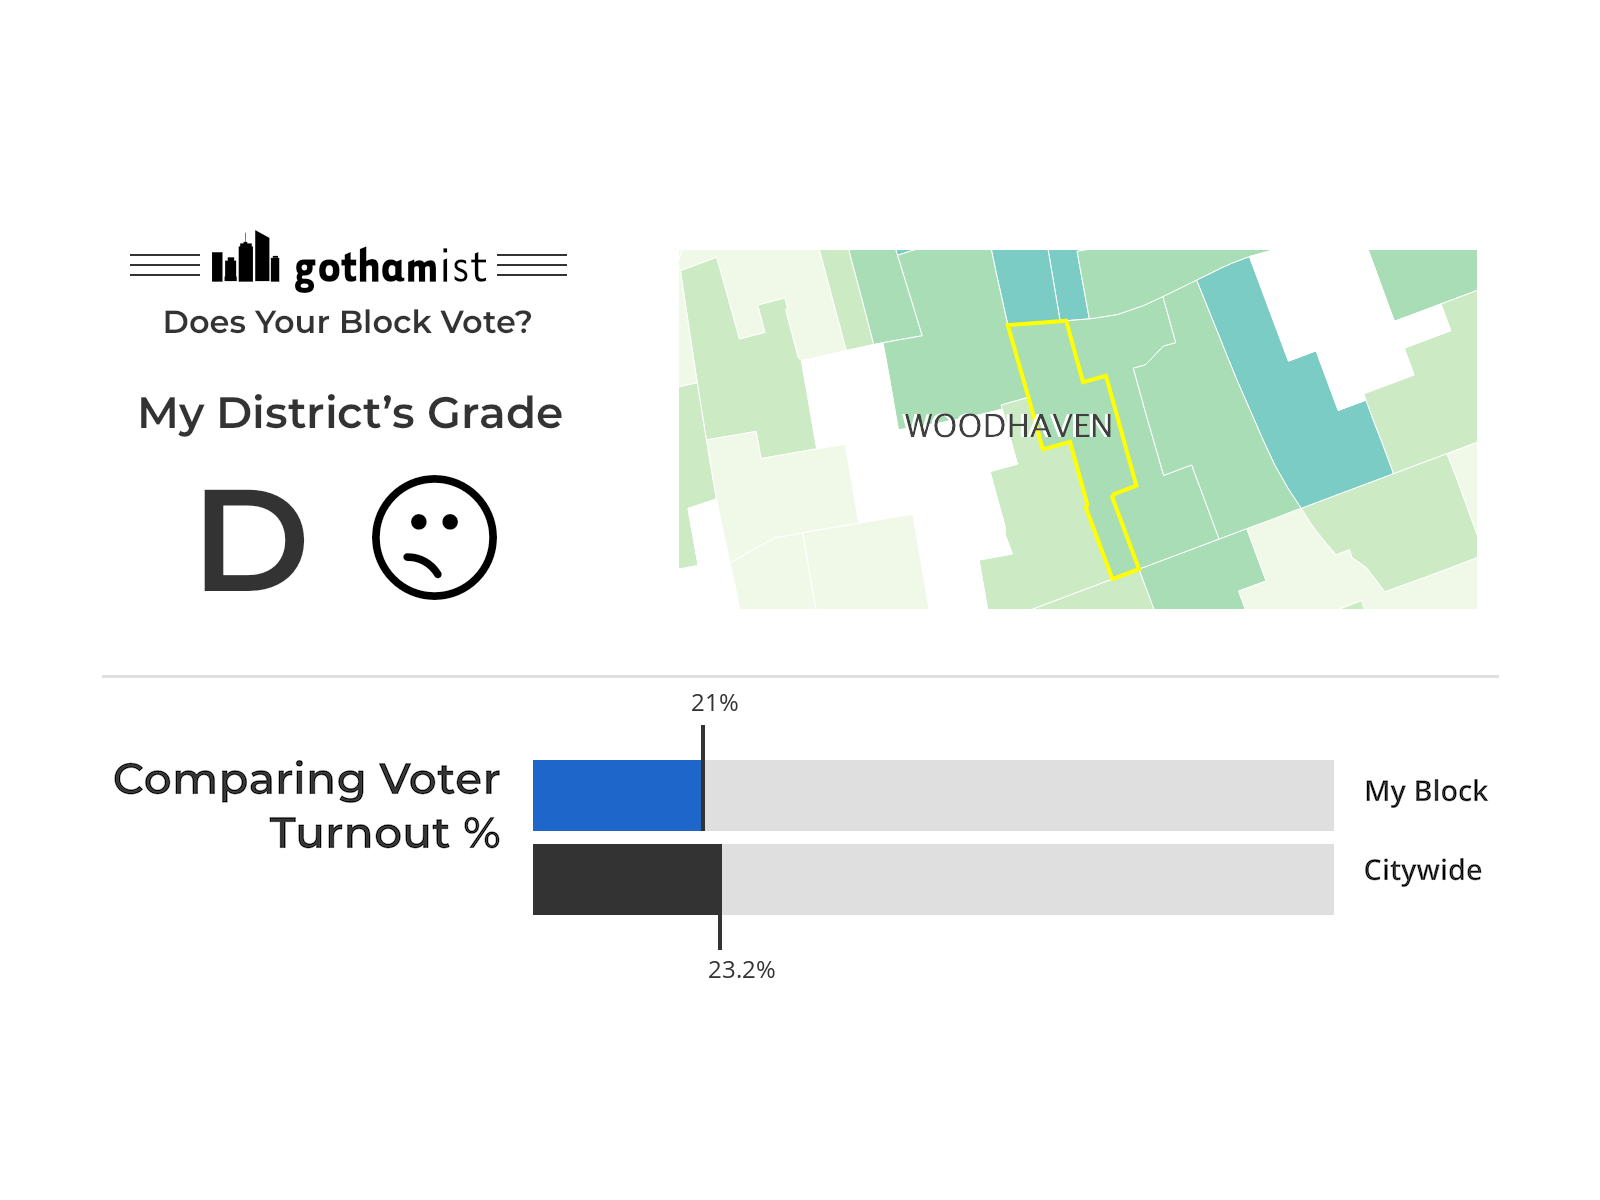 gothamist
Does Your Block Vote?
My District’s Grade
D
WOODHAVEN
21%
Comparing Voter
Turnout %
My Block
Citywide
23.2%